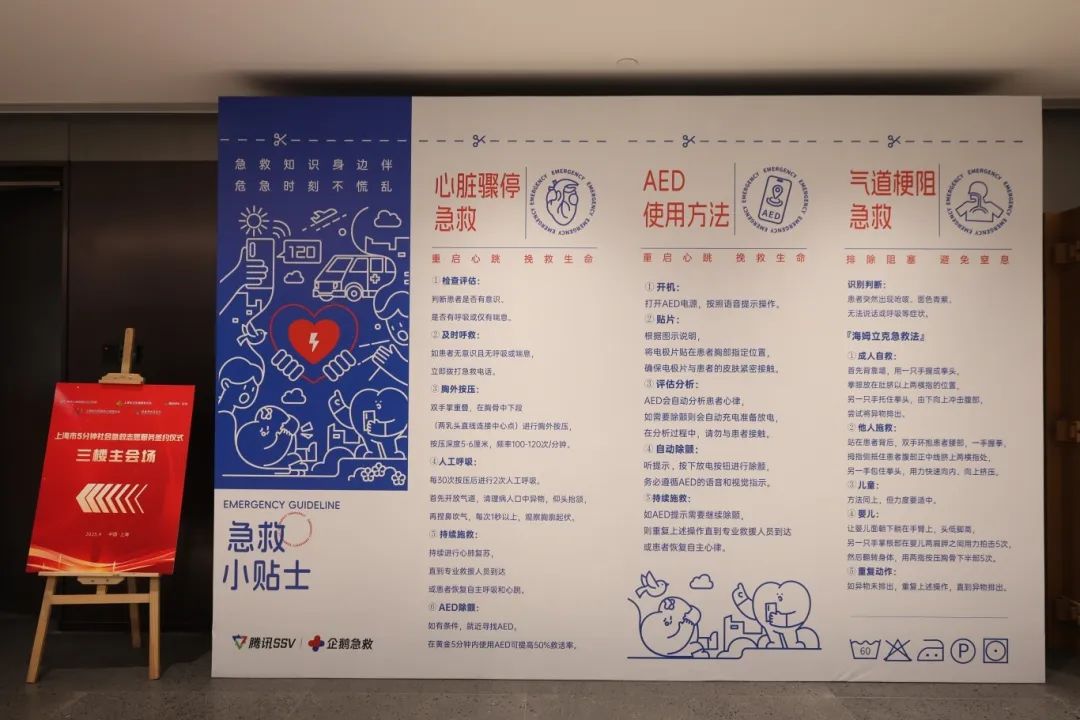 上海市5分钟社会急救志愿服务签约仪式
三楼主会场
急救知识身边伴
危急时刻不慌乱
120
EMERGENCY GUIDELINE
急救
小贴士
腾讯SSV
企鹅急救
心脏骤停
急救
EMERGENCY EMERGENCY EMERGENCY EMERGENCY
重启心跳 挽救生命
① 检查评估:
判断患者是否有意识。
是否有呼吸或仅有喘息。
② 及时呼救:
如患者无意识且无呼吸或喘息,
立即拨打急救电话。
③ 胸外按压:
双手掌重叠,在胸骨中下段
(两乳头直线连接中心点)进行胸外按压,
按压深度5-6厘米,频率100-120次/分钟。
④人工呼吸:
每30次按压后进行2次人工呼吸。
首先开放气道,清理病人口中异物,仰头抬颌,
再捏鼻吹气,每次1秒以上,观察胸廓起伏。
⑤ 持续施救:
持续进行心肺复苏,
直到专业救援人员到达
或患者恢复自主呼吸和心跳。
⑥ AED除颤:
如有条件,就近寻找AED。
在黄金5分钟内使用AED可提高50%救活率。
AED
使用方法
EMERGENCY EMERGENCY EMERGENCY EMERGENCY
AED
重启心跳 挽救生命
① 开机:
打开AED电源,按照语音提示操作。
② 贴片:
根据图示说明,
将电极片贴在患者胸部指定位置,
确保电极片与患者的皮肤紧密接触。
③ 评估分析:
AED会自动分析患者心律,
如需要除颤则会自动充电准备放电,
在分析过程中,请勿与患者接触。
④ 自动除颤:
听提示,按下放电按钮进行除颤,
务必遵循AED的语音和视觉指示。
⑤持续施救:
如AED提示需要继续除颤,
则重复上述操作直到专业救援人员到达
或患者恢复自主心律。
气道梗阻
急救
EMERGENCY EMERGENCY EMERGENCY EMERGENCY
排除阻塞 避免窒息
识别判断:
患者突然出现呛咳、面色青紫、
无法说话或呼吸等症状。
『海姆立克急救法』
① 成人自救:
首先背靠墙,用一只手握成拳头,
拳眼放在肚脐以上两横指的位置,
另一只手托住拳头,由下向上冲击腹部,
尝试将异物排出。
② 他人施救:
站在患者背后,双手环抱患者腰部,一手握拳,
拇指侧抵住患者腹部正中线脐上两横指处,
另一手包住拳头,用力快速向内、向上挤压。
③ 儿童:
方法同上,但力度要适中。
④ 婴儿:
让婴儿面朝下躺在手臂上,头低脚高,
另一只手掌根部在婴儿两肩胛之间用力拍击5次,
然后翻转身体,用两指按压胸骨下半部5次。
⑤ 重复动作:
如异物未排出,重复上述操作,直到异物排出。
60
P